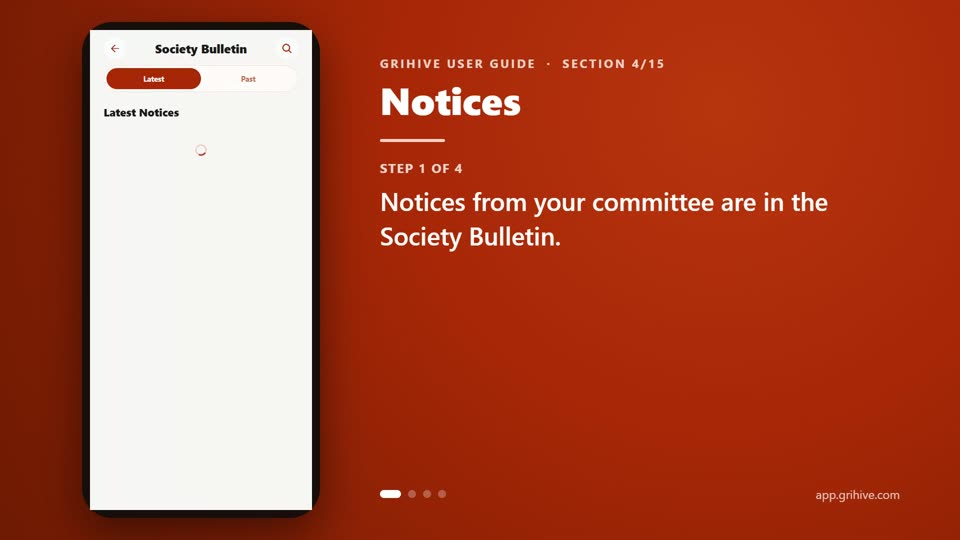 Society Bulletin
Latest
Past
Latest Notices
GRIHIVE USER GUIDE · SECTION 4/15
Notices
STEP 1 OF 4
Notices from your committee are in the
Society Bulletin.
app.grihive.com